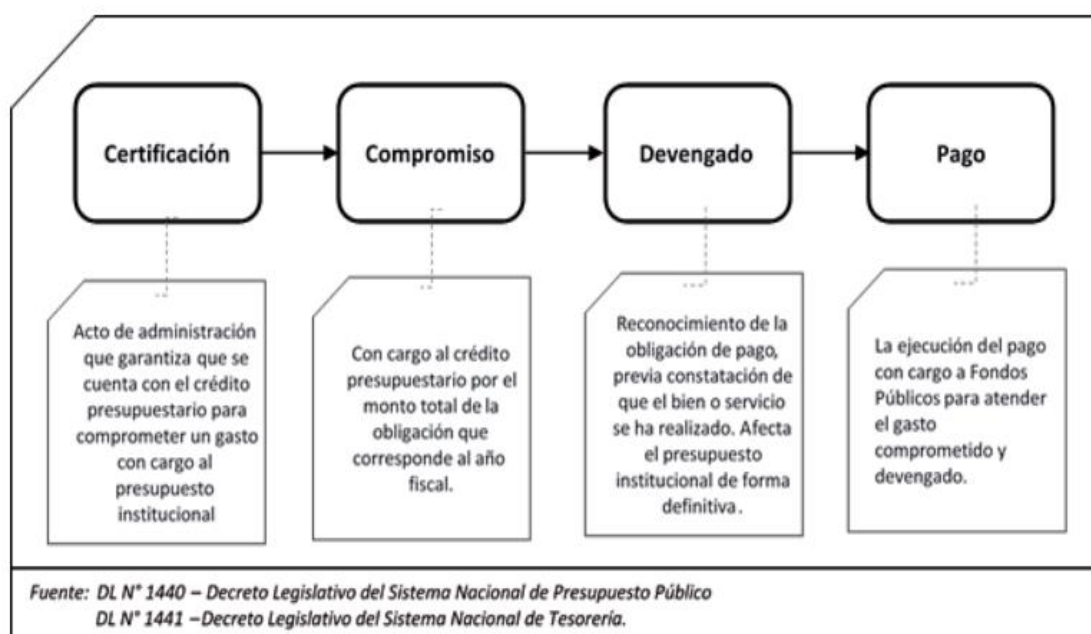 Certificación
Compromiso
Devengado
Pago
Acto de administración
que garantiza que se
cuenta con el crédito
presupuestario para
comprometer un gasto
con cargo al
presupuesto
institucional
Con cargo al crédito
presupuestario por el
monto total de la
obligación que
corresponde al año
fiscal.
Reconocimiento de la
obligación de pago,
previa constatación de
que el bien o servicio
se ha realizado. Afecta
el presupuesto
institucional de forma
definitiva.
La ejecución del pago
con cargo a Fondos
Públicos para atender
el gasto
comprometido y
devengado.
Fuente: DL N° 1440 – Decreto Legislativo del Sistema Nacional de Presupuesto Público
DL N° 1441 –Decreto Legislativo del Sistema Nacional de Tesorería.